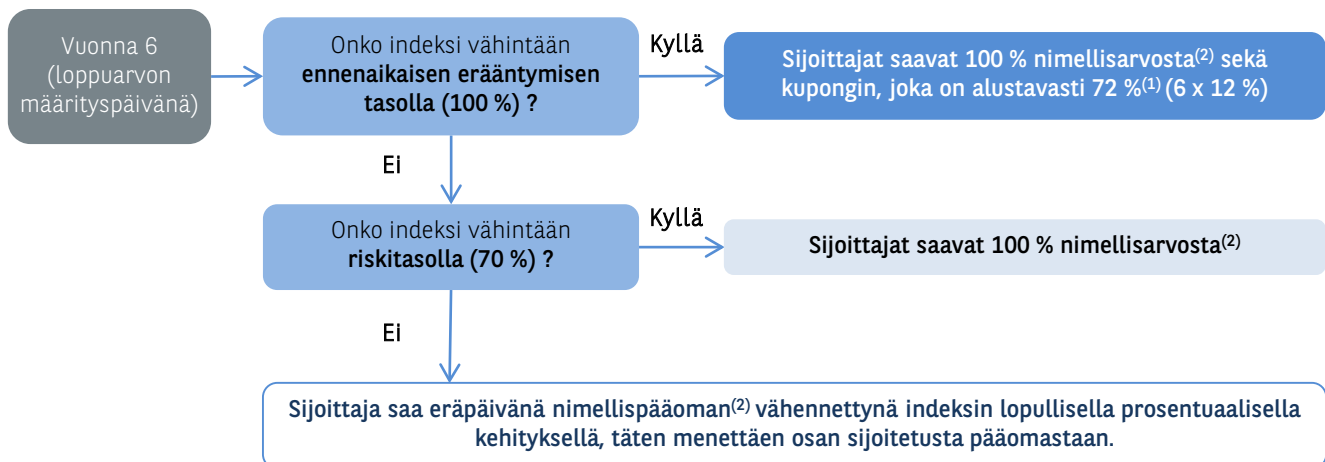 Vuonna 6
(loppuarvon
määrityspäivänä)
Onko indeksi vähintään
ennenaikaisen erääntymisen
tasolla (100 %) ?
Kyllä
Sijoittajat saavat 100 % nimellisarvosta(2) sekä
kupongin, joka on alustavasti 72 %(1) (6 x 12 %)
Ei
Onko indeksi vähintään
riskitasolla (70 %) ?
Kyllä
Sijoittajat saavat 100 % nimellisarvosta(2)
Ei
Sijoittaja saa eräpäivänä nimellispääoman(2) vähennettynä indeksin lopullisella prosentuaalisella
kehityksellä, täten menettäen osan sijoitetusta pääomastaan.